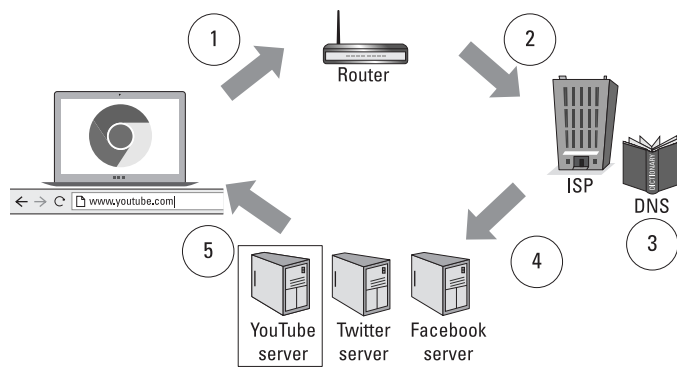 1
Router
2
www.youtube.com
ISP
DICTIONARY
DNS
3
4
5
YouTube
server
Twitter
server
Facebook
server